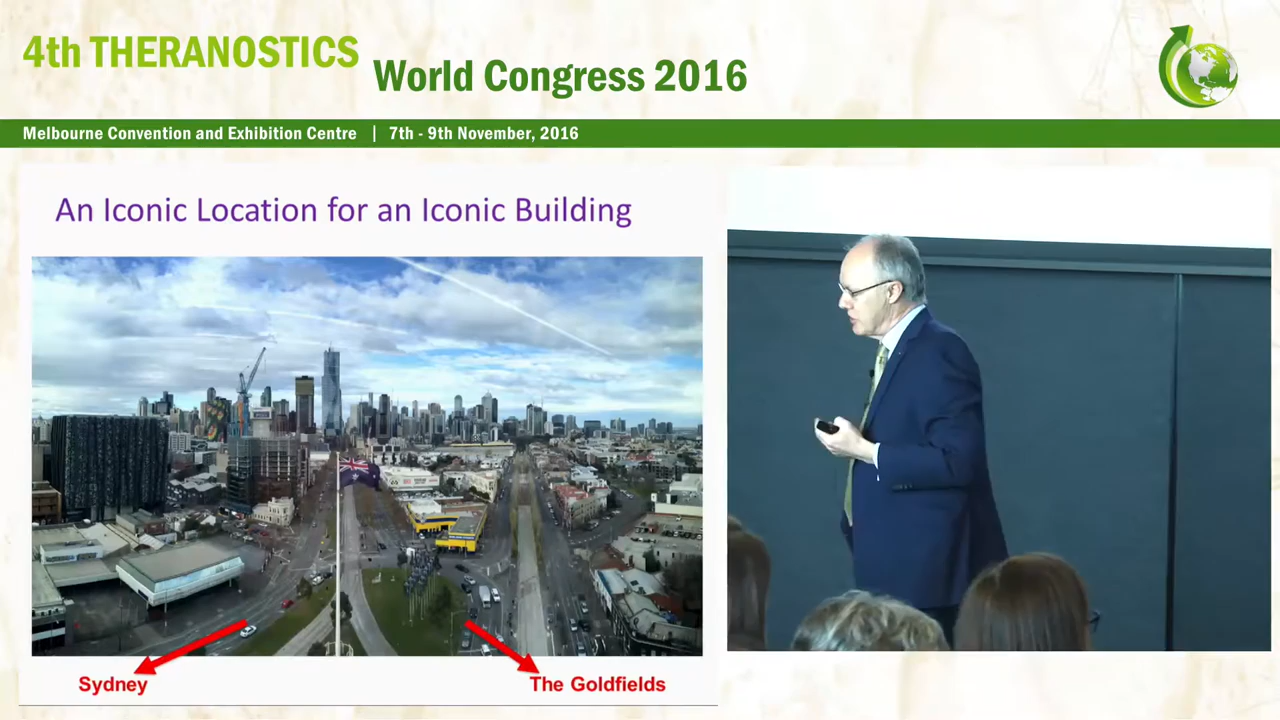 4th THERANOSTICS
World Congress 2016
Melbourne Convention and Exhibition Centre | 7th - 9th November, 2016
An Iconic Location for an Iconic Building
Sydney
The Goldfields